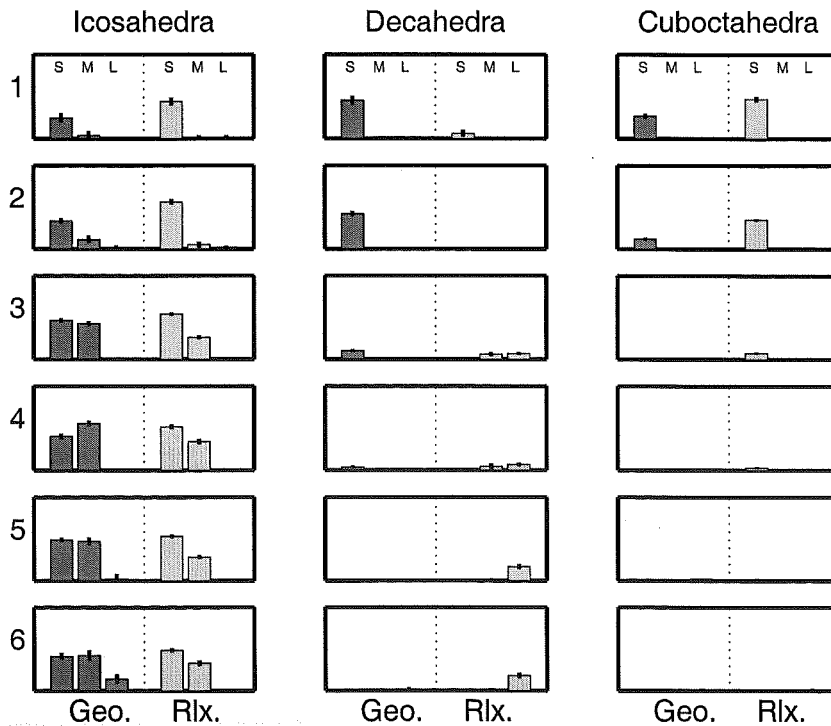 Icosahedra Decahedra Cuboctahedra
1 S M L S M L S M L S M L S M L S M L
2
3
4
5
6
Geo. Rlx. Geo. Rlx. Geo. Rlx.